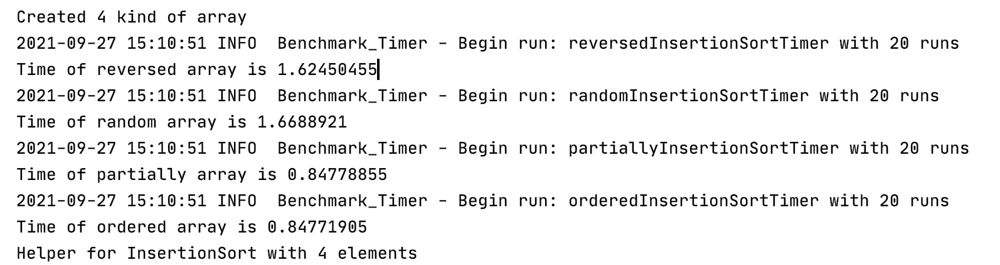 Created 4 kind of array
2021-09-27 15:10:51 INFO  Benchmark_Timer - Begin run: reversedInsertionSortTimer with 20 runs
Time of reversed array is 1.62450455
2021-09-27 15:10:51 INFO  Benchmark_Timer - Begin run: randomInsertionSortTimer with 20 runs
Time of random array is 1.6688921
2021-09-27 15:10:51 INFO  Benchmark_Timer - Begin run: partiallyInsertionSortTimer with 20 runs
Time of partially array is 0.84778855
2021-09-27 15:10:51 INFO  Benchmark_Timer - Begin run: orderedInsertionSortTimer with 20 runs
Time of ordered array is 0.84771905
Helper for InsertionSort with 4 elements